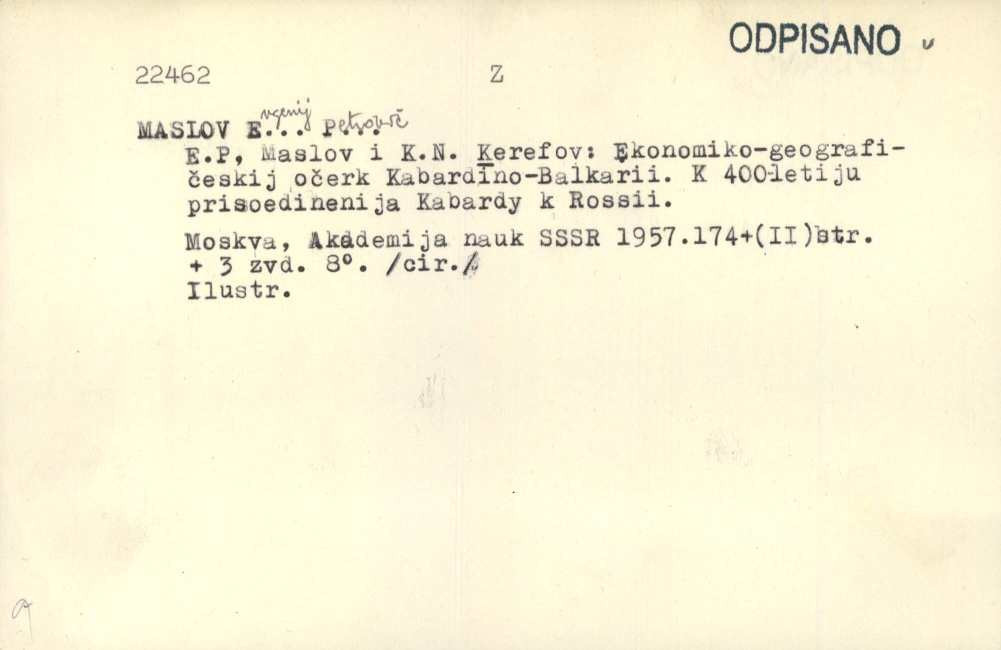 ODPISANO
22462 Z
MASLOV Evgenij Petrovič
E.P, Maslov i K.N. Kerefov: Ekonomiko-geografi-
českij očerk Kabardino-Balkarii. K 400-letiju
prisoedinenija Kabardy k Rossii.
Moskva, Akademija nauk SSSR 1957.174+(II)str.
+ 3 zvd. 8°. /cir./
Ilustr.